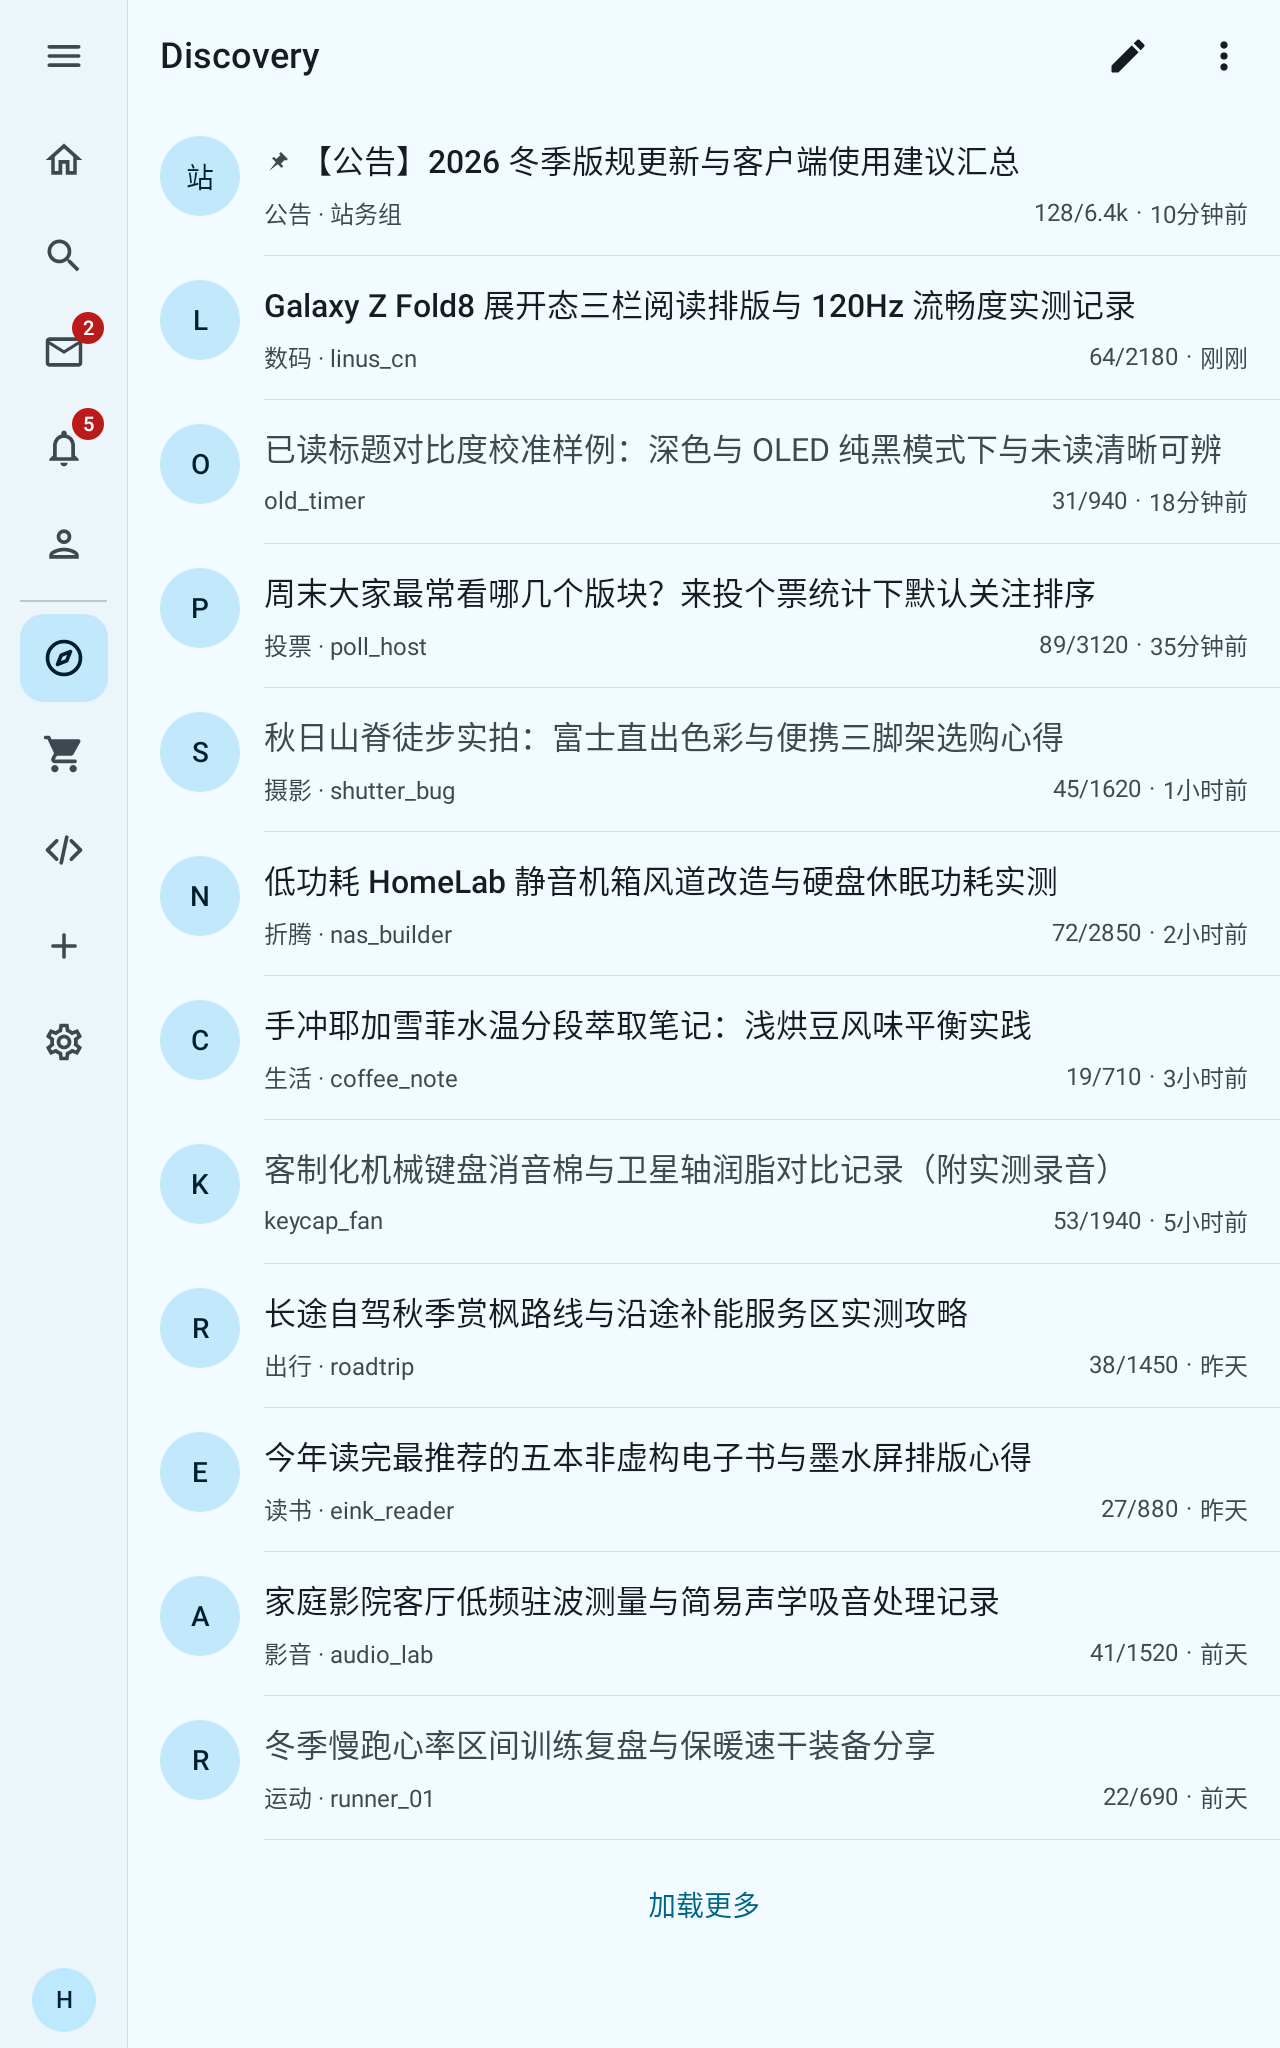 Discovery
站
【公告】2026 冬季版规更新与客户端使用建议汇总
公告 · 站务组
128/6.4k · 10分钟前
2
L
Galaxy Z Fold8 展开态三栏阅读排版与 120Hz 流畅度实测记录
数码 · linus_cn
64/2180 · 刚刚
5
O
已读标题对比度校准样例：深色与 OLED 纯黑模式下与未读清晰可辨
old_timer
31/940 · 18分钟前
P
周末大家最常看哪几个版块？来投个票统计下默认关注排序
投票 · poll_host
89/3120 · 35分钟前
S
秋日山脊徒步实拍：富士直出色彩与便携三脚架选购心得
摄影 · shutter_bug
45/1620 · 1小时前
N
低功耗 HomeLab 静音机箱风道改造与硬盘休眠功耗实测
折腾 · nas_builder
72/2850 · 2小时前
C
手冲耶加雪菲水温分段萃取笔记：浅烘豆风味平衡实践
生活 · coffee_note
19/710 · 3小时前
K
客制化机械键盘消音棉与卫星轴润脂对比记录（附实测录音）
keycap_fan
53/1940 · 5小时前
R
长途自驾秋季赏枫路线与沿途补能服务区实测攻略
出行 · roadtrip
38/1450 · 昨天
E
今年读完最推荐的五本非虚构电子书与墨水屏排版心得
读书 · eink_reader
27/880 · 昨天
A
家庭影院客厅低频驻波测量与简易声学吸音处理记录
影音 · audio_lab
41/1520 · 前天
R
冬季慢跑心率区间训练复盘与保暖速干装备分享
运动 · runner_01
22/690 · 前天
加载更多
H